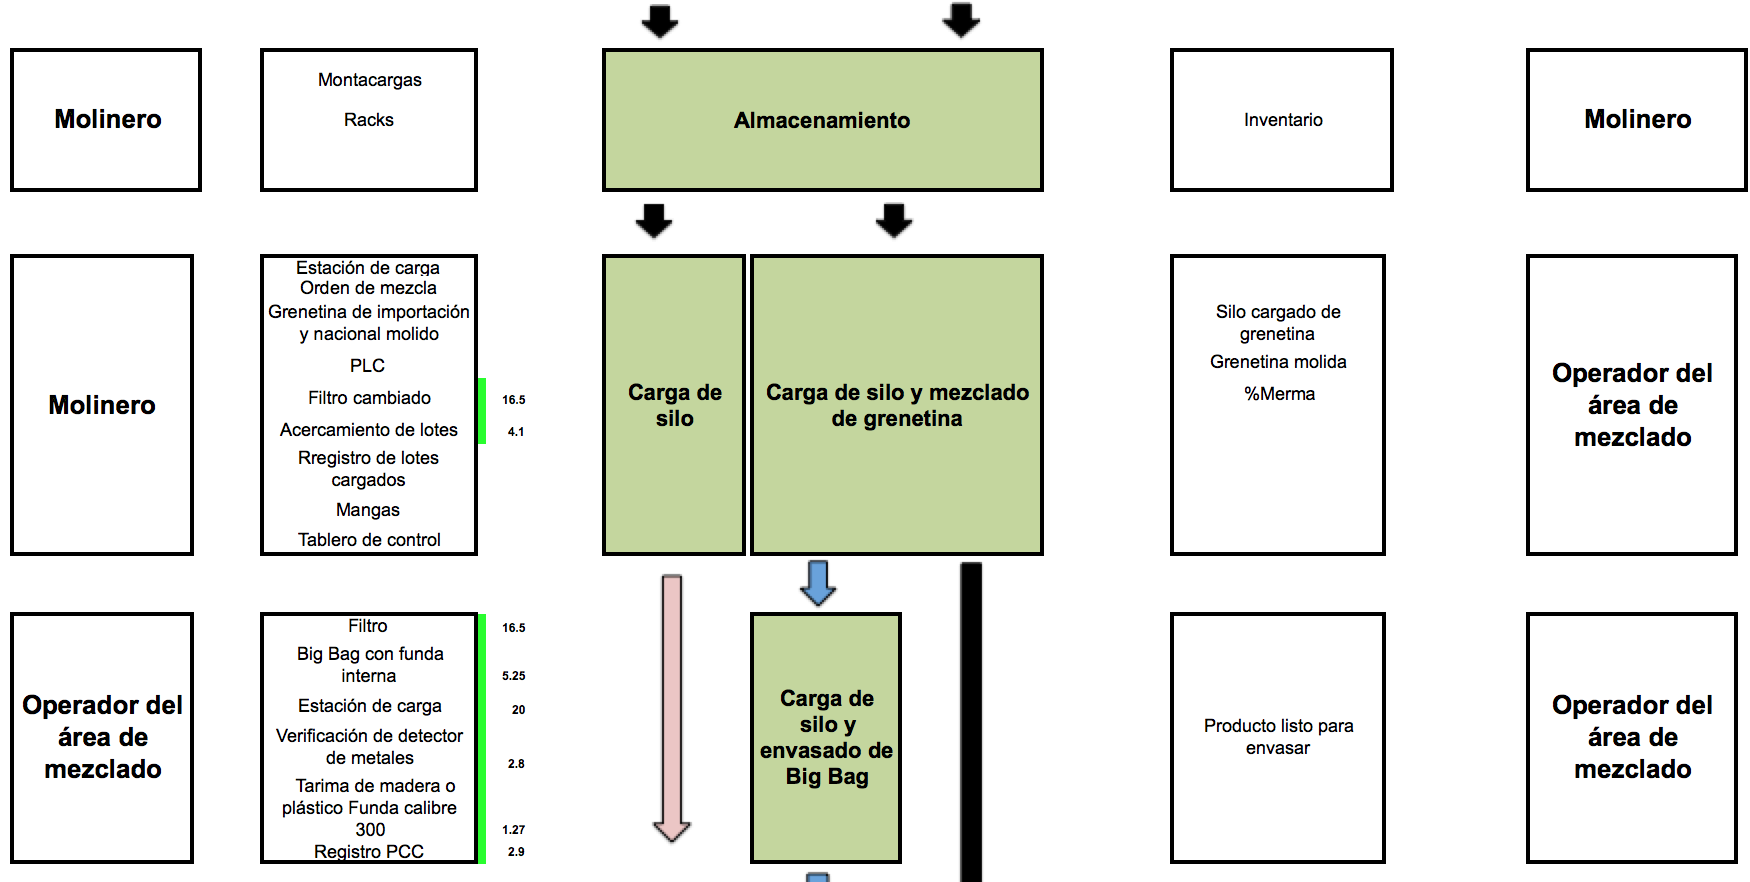 Molinero
Montacargas
Racks
Almacenamiento
Inventario
Molinero
Molinero
Estación de carga
Orden de mezcla
Grenetina de importación
y nacional molido
PLC
Filtro cambiado
16.5
Acercamiento de lotes
4.1
Rregistro de lotes
cargados
Mangas
Tablero de control
Carga de
silo
Carga de silo y mezclado
de grenetina
Silo cargado de
grenetina
Grenetina molida
%Merma
Operador del
área de
mezclado
Operador del
área de
mezclado
Filtro
16.5
Big Bag con funda
interna
5.25
Estación de carga
20
Verificación de detector
de metales
2.8
Tarima de madera o
plástico Funda calibre
300
1.27
Registro PCC
2.9
Carga de
silo y
envasado de
Big Bag
Producto listo para
envasar
Operador del
área de
mezclado